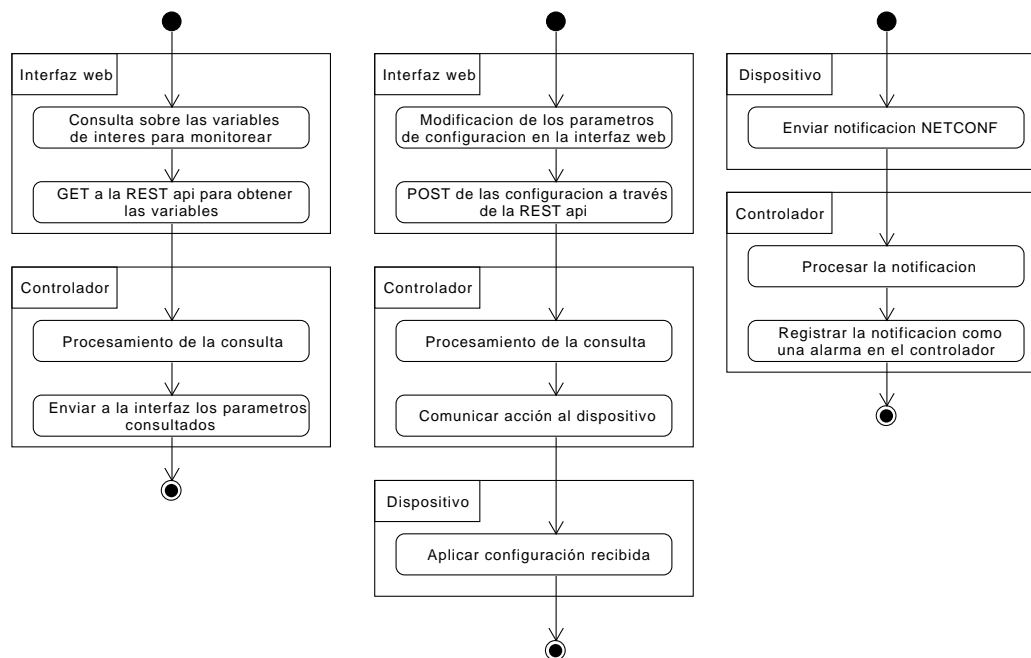 Interfaz web
Consulta sobre las variables
de interes para monitorear
GET a la REST api para obtener
las variables
Controlador
Procesamiento de la consulta
Enviar a la interfaz los parametros
consultados
Interfaz web
Modificacion de los parametros
de configuracion en la interfaz web
POST de las configuracion a través
de la REST api
Controlador
Procesamiento de la consulta
Comunicar acción al dispositivo
Dispositivo
Aplicar configuración recibida
Dispositivo
Enviar notificacion NETCONF
Controlador
Procesar la notificacion
Registrar la notificacion como
una alarma en el controlador